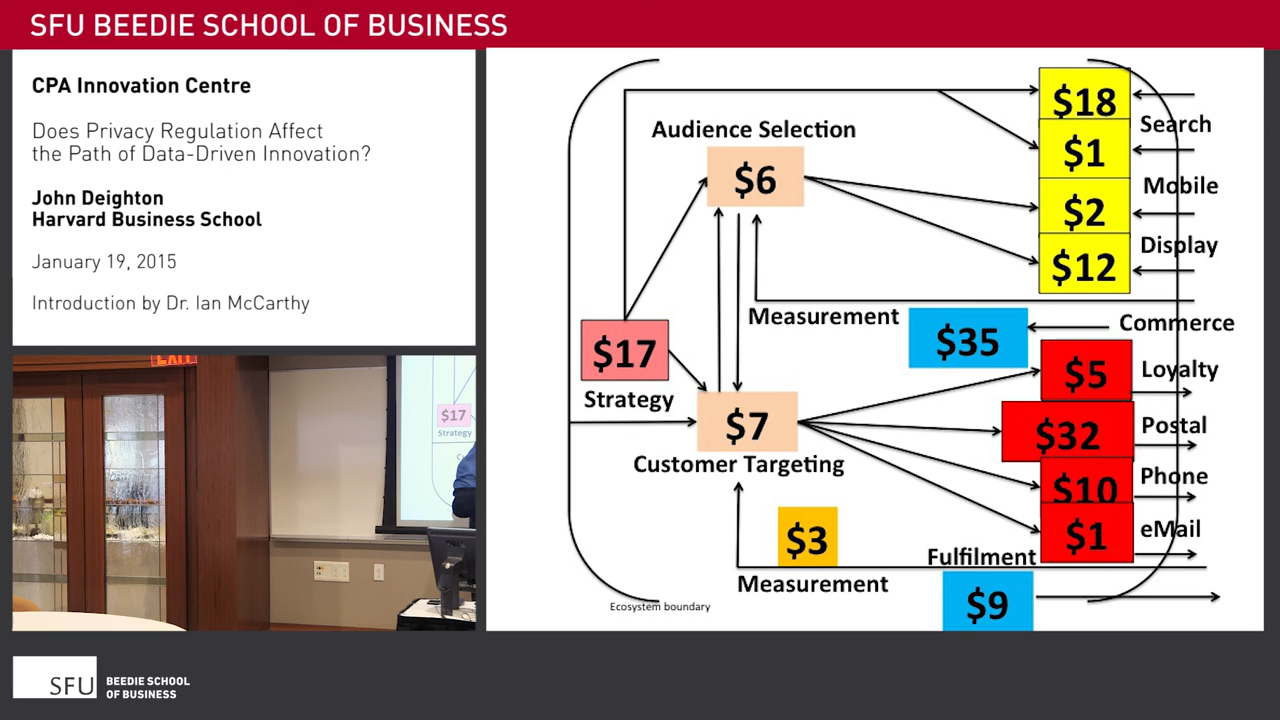 SFU BEEDIE SCHOOL OF BUSINESS
CPA Innovation Centre
Does Privacy Regulation Affect
the Path of Data-Driven Innovation?
John Deighton
Harvard Business School
January 19, 2015
Introduction by Dr. Ian McCarthy
EXIT
$17
Strategy
SFU
BEEDIE SCHOOL
OF BUSINESS
Audience Selection
$6
$18
Search
$1
Mobile
$2
Display
$12
Measurement
$35
Commerce
$17
Strategy
$5
Loyalty
$7
Customer Targeting
$32
Postal
$10
Phone
$1
eMail
$3
Fulfilment
Measurement
$9
Ecosystem boundary